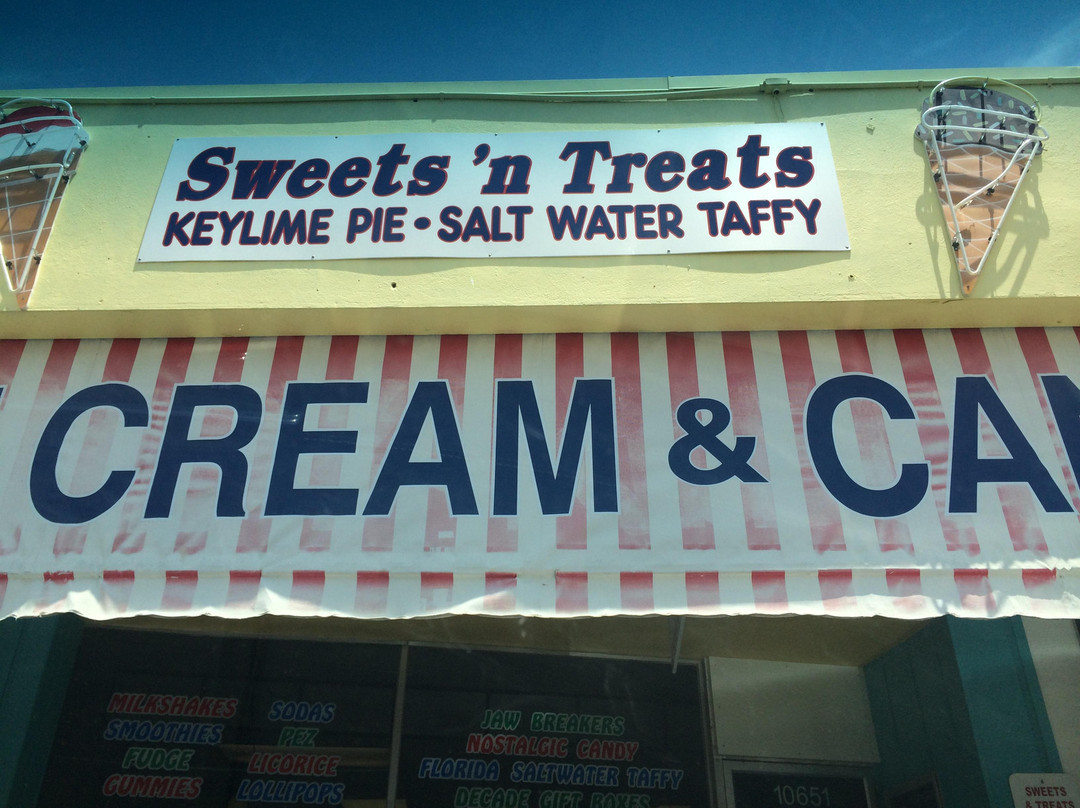 Sweets 'n Treats
KEYLIME PIE • SALT WATER TAFFY
CREAM & CA
MILKSHAKES
SMOOTHIES
FUDGE
GUMMIES
SODAS
PEZ
LICORICE
LOLLIPOPS
JAW BREAKERS
NOSTALGIC CANDY
FLORIDA SALTWATER TAFFY
DECADE GIFT BOXES
10651
SWEETS
& TREATS